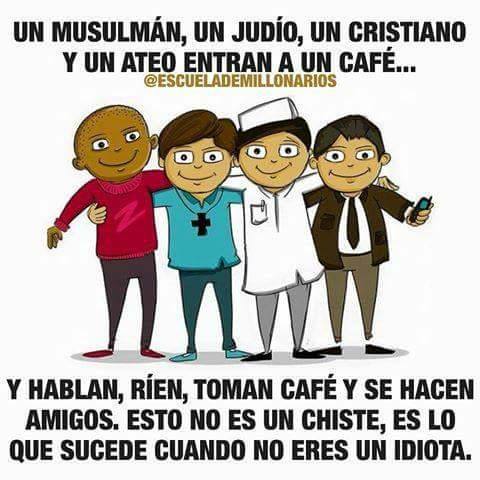 UN MUSULMÁN, UN JUDÍO, UN CRISTIANO
Y UN ATEO ENTRAN A UN CAFÉ...
@ESCUELADEMILLONARIOS
Y HABLAN, RÍEN, TOMAN CAFÉ Y SE HACEN
AMIGOS. ESTO NO ES UN CHISTE, ES LO
QUE SUCEDE CUANDO NO ERES UN IDIOTA.